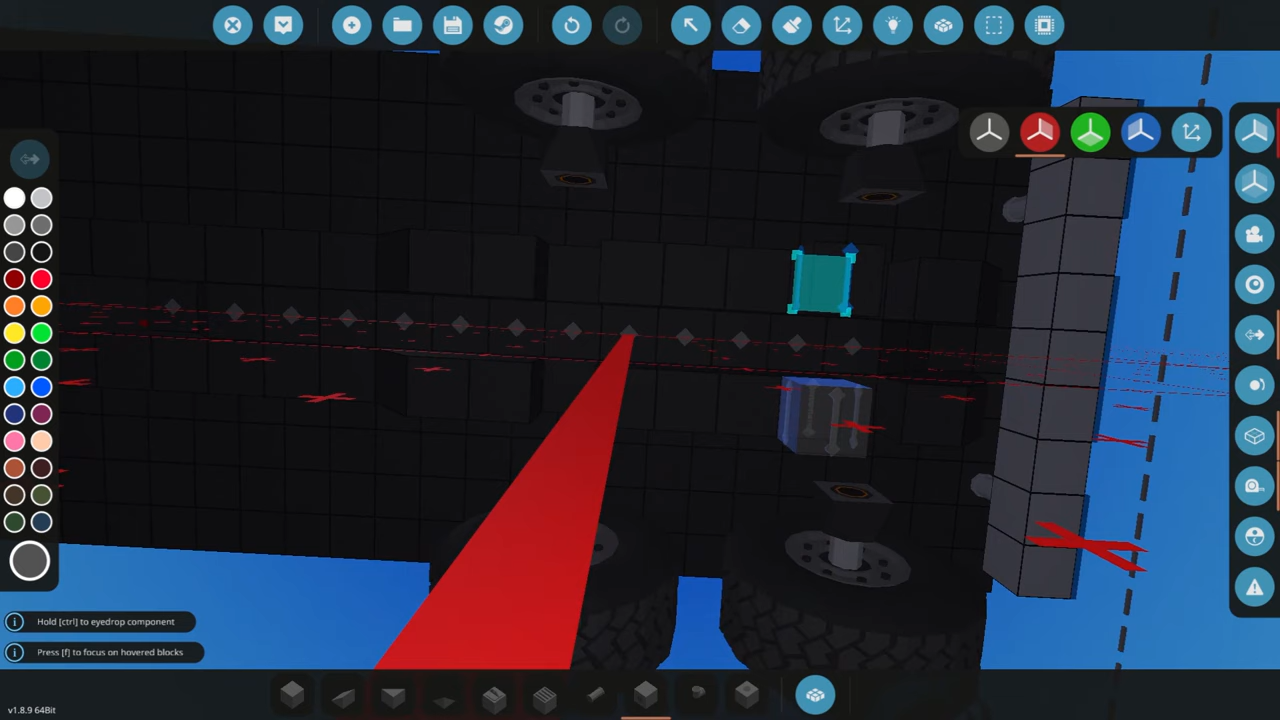 Hold [ctrl] to eyedrop component
Press [f] to focus on hovered blocks
v1.8.9 64Bit